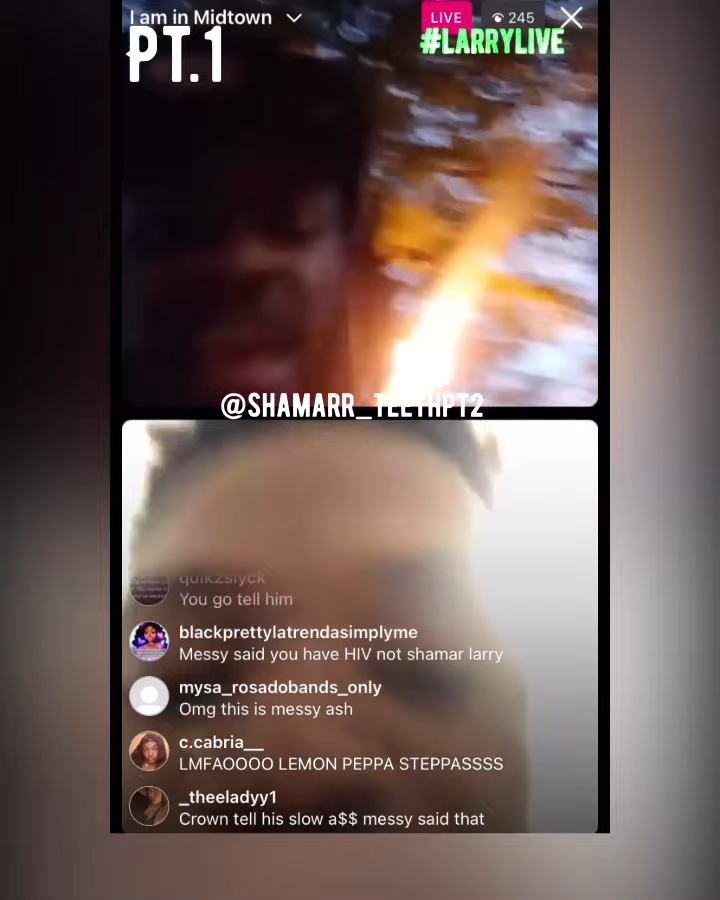 I am in Midtown
LIVE
245
PT.1
#LARRYLIVE
@SHAMARR_TEETHPT2
quikzslyck
You go tell him
blackprettylatrendasimplyme
Messy said you have HIV not shamar larry
mysa_rosadobands_only
Omg this is messy ash
c.cabria__
LMFAOOOO LEMON PEPPA STEPPASSSS
_theeladyy1
Crown tell his slow a$$ messy said that